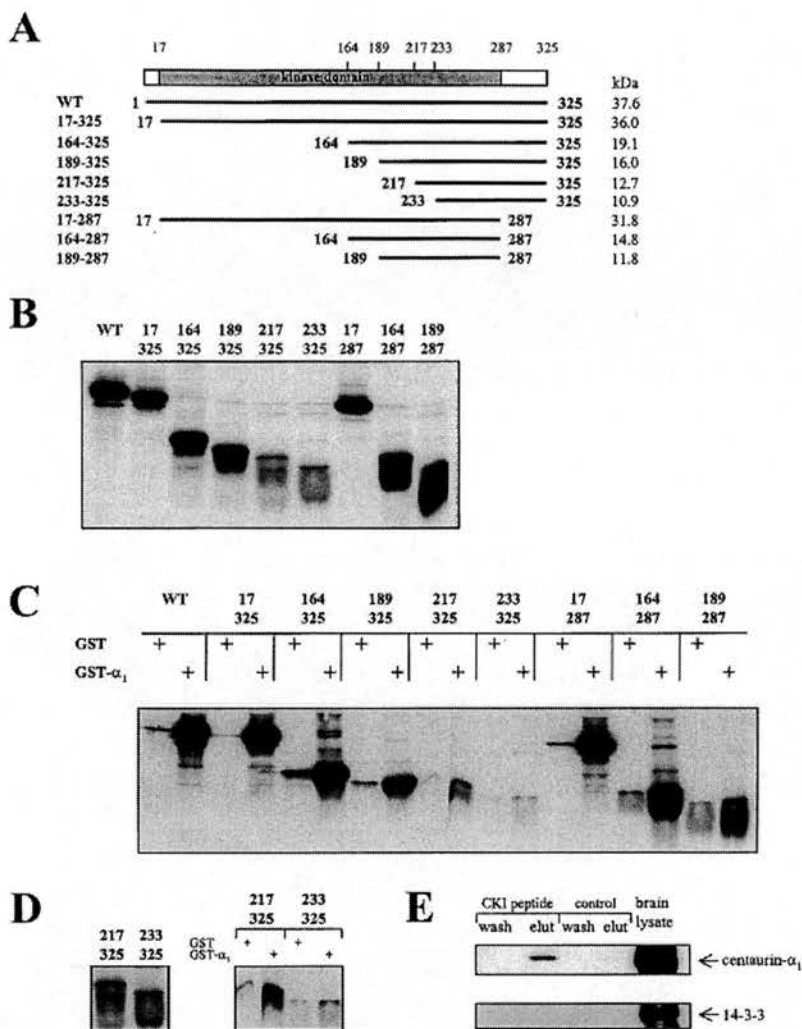 A
17 164 189 217 233 287 325
kinase domain
kDa
WT 1 325 37.6
17-325 17 325 36.0
164-325 164 325 19.1
189-325 189 325 16.0
217-325 217 325 12.7
233-325 233 325 10.9
17-287 17 287 31.8
164-287 164 287 14.8
189-287 189 287 11.8
B
WT 17 164 189 217 233 17 164 189
325 325 325 325 325 287 287 287
C
WT 17 164 189 217 233 17 164 189
325 325 325 325 325 287 287 287
GST + + + + + + + + +
GST-α₁ + + + + + + + + +
D
217 233
325 325
217 233
325 325
GST + +
GST-α₁ + +
E
CKI peptide control brain
wash elut wash elut lysate
← centaurin-α₁
← 14-3-3